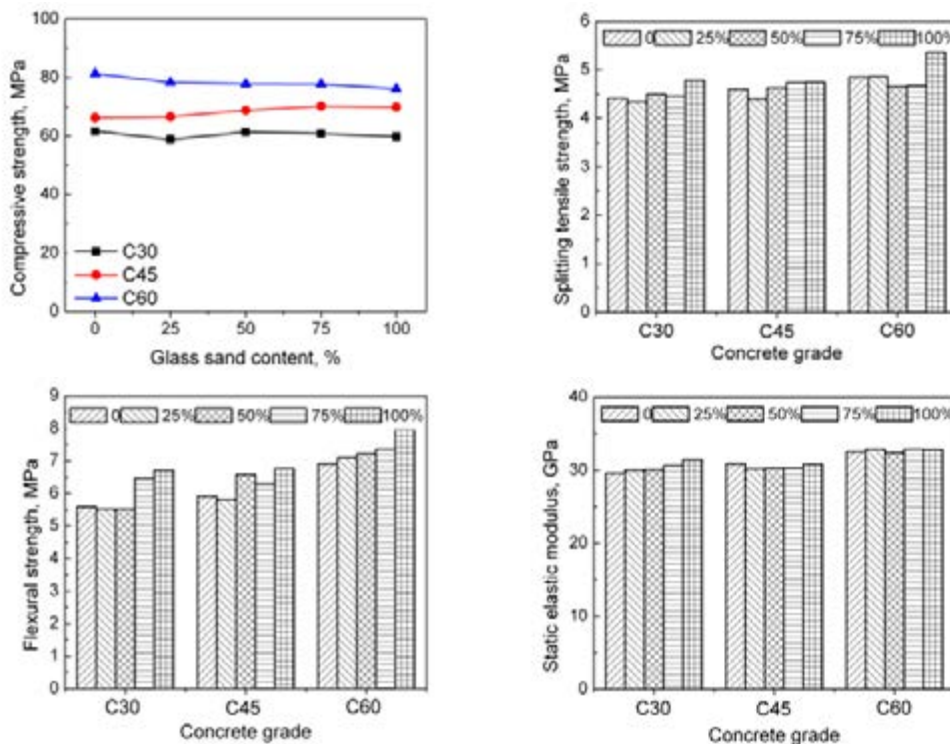 100
80
60
40
20
0
Compressive strength, MPa
C30
C45
C60
0 25 50 75 100
Glass sand content, %
6
5
4
3
2
1
0
Splitting tensile strength, MPa
0 25% 50% 75% 100%
C30 C45 C60
Concrete grade
9
8
7
6
5
4
3
2
1
0
Flexural strength, MPa
0 25% 50% 75% 100%
C30 C45 C60
Concrete grade
40
30
20
10
0
Static elastic modulus, GPa
0 25% 50% 75% 100%
C30 C45 C60
Concrete grade